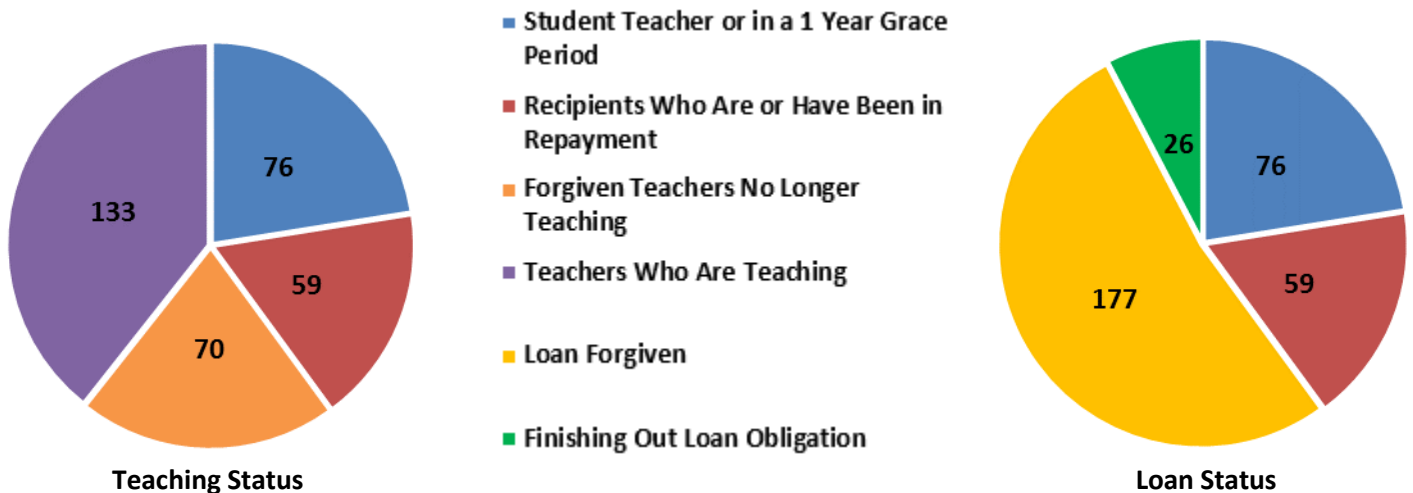 76
59
70
133
Teaching Status
Student Teacher or in a 1 Year Grace
Period
Recipients Who Are or Have Been in
Repayment
Forgiven Teachers No Longer
Teaching
Teachers Who Are Teaching
Loan Forgiven
Finishing Out Loan Obligation
26
76
59
177
Loan Status